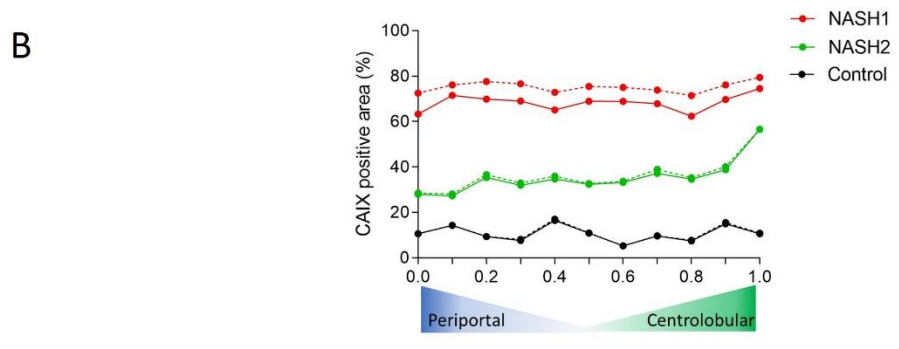 B
CAIX positive area (%)
100
80
60
40
20
0
0.0 0.2 0.4 0.6 0.8 1.0
Periportal Centrolobular
NASH1
NASH2
Control